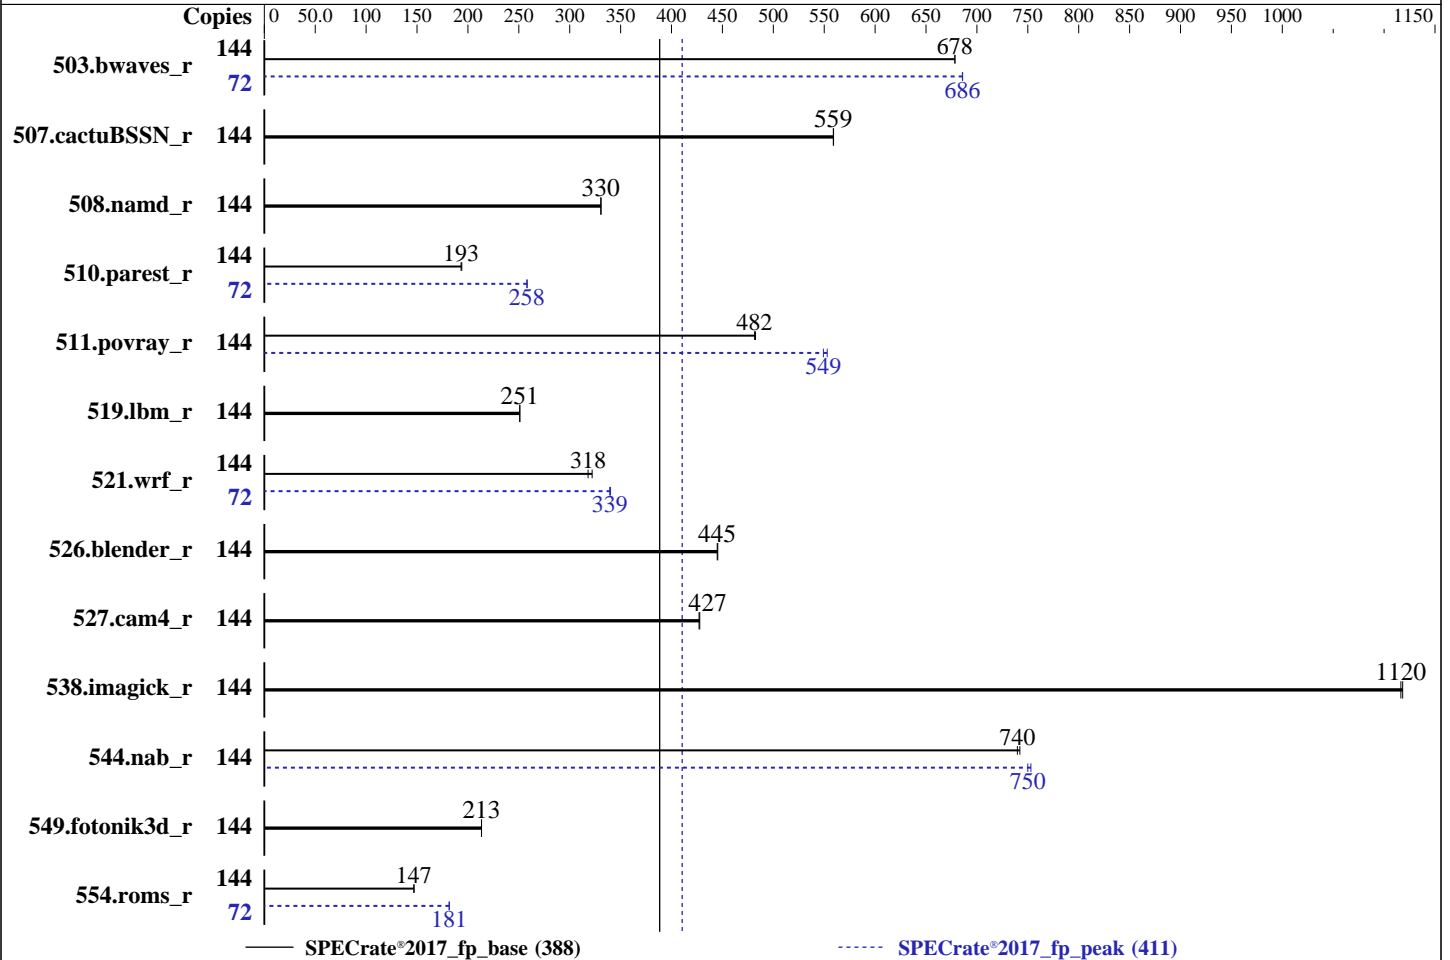 Copies 0 50.0 100 150 200 250 300 350 400 450 500 550 600 650 700 750 800 850 900 950 1000 1150
503.bwaves_r 144 678
72 686
507.cactuBSSN_r 144 559
508.namd_r 144 330
510.parest_r 144 193
72 258
511.povray_r 144 482
549
519.lbm_r 144 251
521.wrf_r 144 318
72 339
526.blender_r 144 445
527.cam4_r 144 427
538.imagick_r 144 1120
544.nab_r 144 740
750
549.fotonik3d_r 144 213
554.roms_r 144 147
72 181
SPECrate®2017_fp_base (388) SPECrate®2017_fp_peak (411)